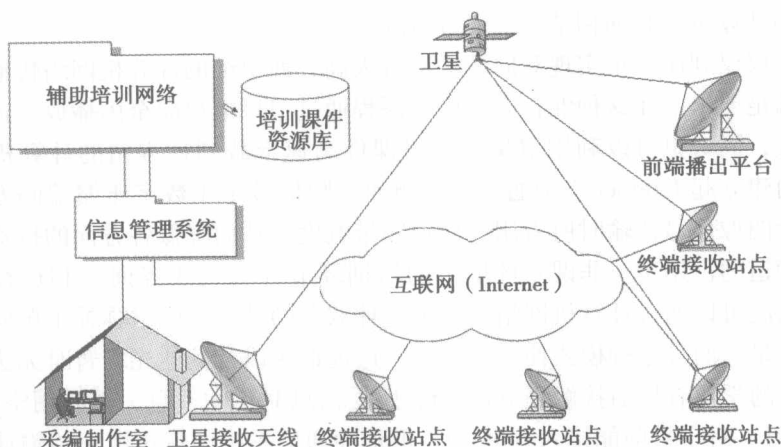 卫星
辅助培训网络
培训课件
资源库
前端播出平台
信息管理系统
终端接收站点
互联网（Internet）
采编制作室
卫星接收天线
终端接收站点
终端接收站点
终端接收站点